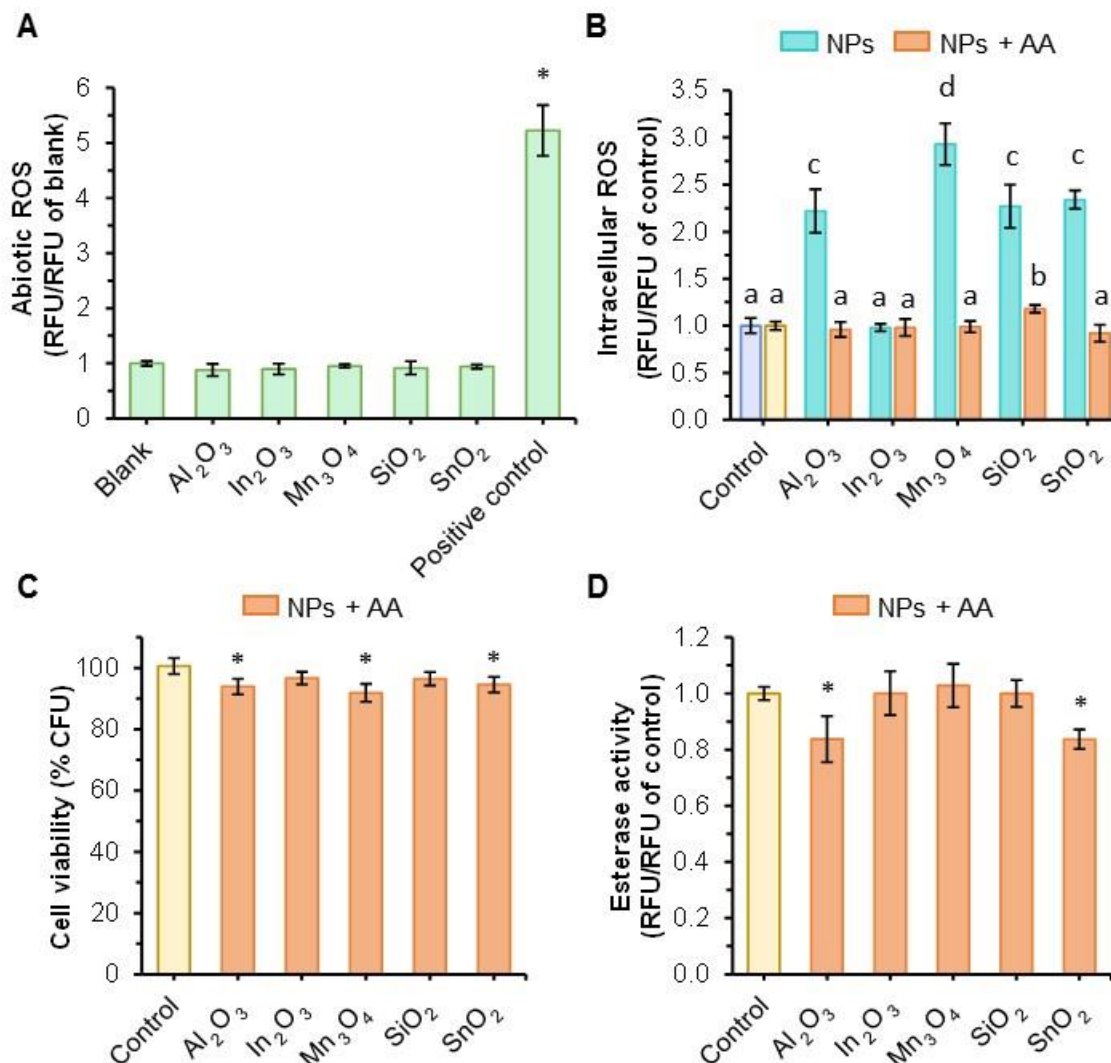 A
Abiotic ROS
(RFU/RFU of blank)
6
5
4
3
2
1
0
*
Blank
Al₂O₃
In₂O₃
Mn₃O₄
SiO₂
SnO₂
Positive control
B
NPs
NPs + AA
Intracellular ROS
(RFU/RFU of control)
3.5
3.0
2.5
2.0
1.5
1.0
0.5
0.0
a a c a a a d a c b c a
Control
Al₂O₃
In₂O₃
Mn₃O₄
SiO₂
SnO₂
C
NPs + AA
Cell viability (% CFU)
100
80
60
40
20
0
* * *
Control
Al₂O₃
In₂O₃
Mn₃O₄
SiO₂
SnO₂
D
NPs + AA
Esterase activity
(RFU/RFU of control)
1.2
1.0
0.8
0.6
0.4
0.2
0.0
* *
Control
Al₂O₃
In₂O₃
Mn₃O₄
SiO₂
SnO₂